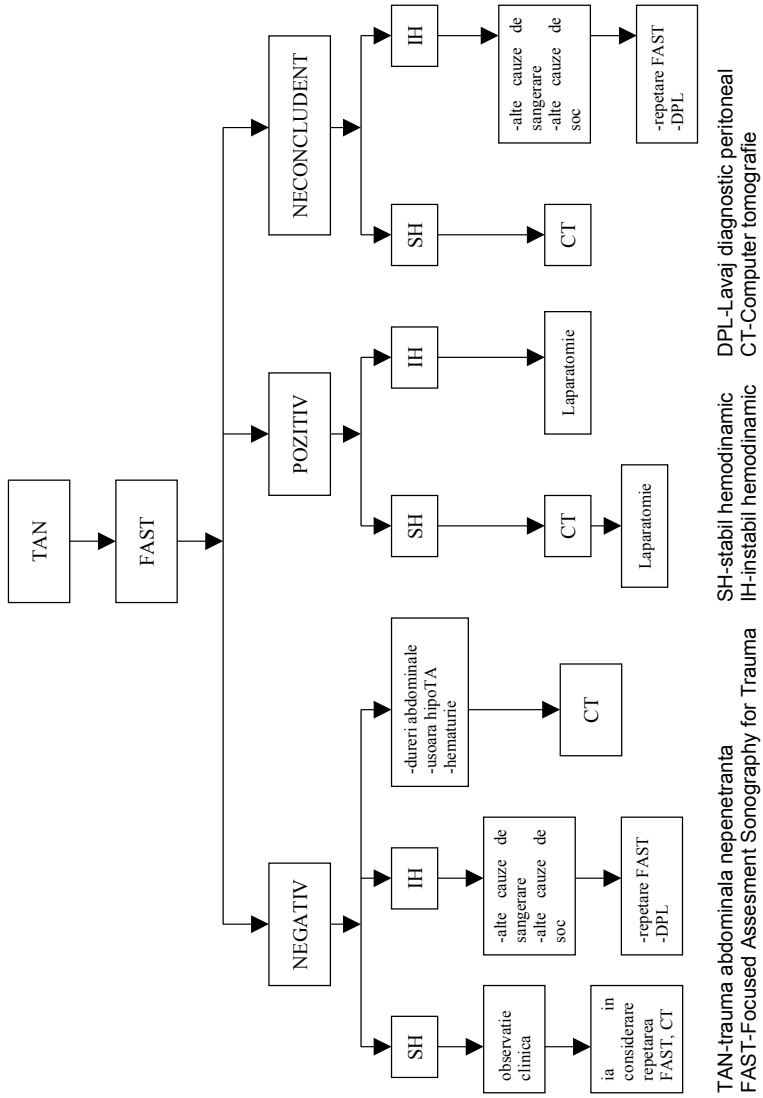 TAN
FAST
NEGATIV
POZITIV
NECONCLUDENT
SH
IH
-dureri abdominale
-usoara hipoTA
-hematurie
SH
IH
SH
IH
observatie
clinica
-alte cauze de
sangerare
-alte cauze de
soc
CT
CT
Laparatomie
CT
-alte cauze de
sangerare
-alte cauze de
soc
ia in
considerare
repetarea
FAST, CT
-repetare FAST
-DPL
Laparatomie
-repetare FAST
-DPL
TAN-trauma abdominala nepenetranta
FAST-Focused Assesment Sonography for Trauma
SH-stabil hemodinamic
IH-instabil hemodinamic
DPL-Lavaj diagnostic peritoneal
CT-Computer tomografie